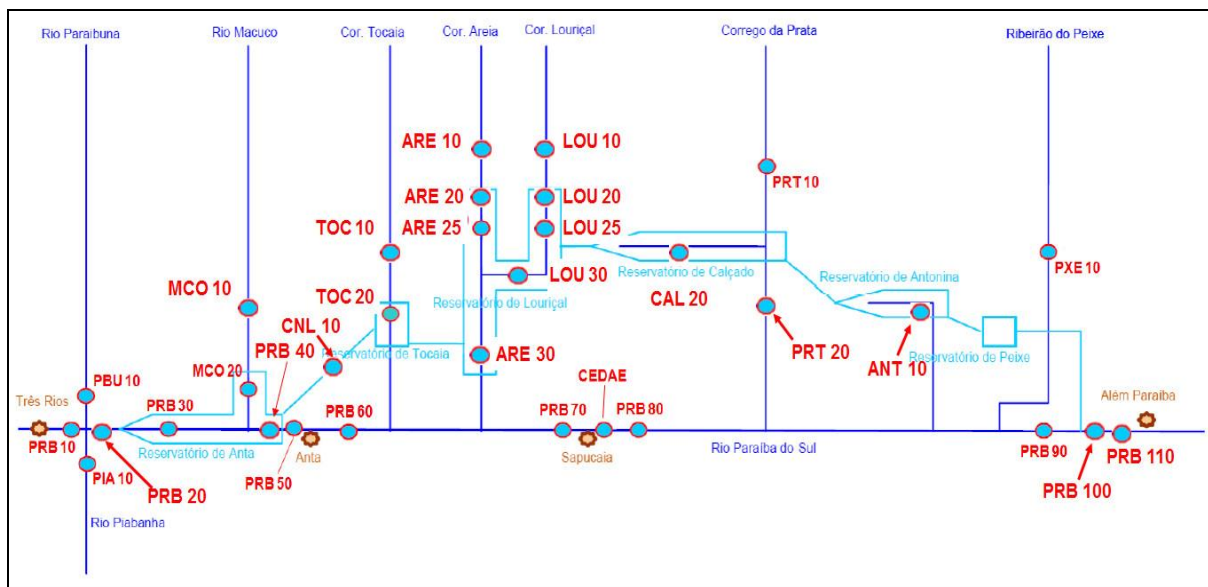 Rio Paraibuna
Rio Macuco
Cor. Tocaia
Cor. Areia
Cor. Louriçal
Corrego da Prata
Ribeirão do Peixe
ARE 10
LOU 10
PRT 10
ARE 20
LOU 20
TOC 10
ARE 25
LOU 25
Reservatório de Calçado
LOU 30
Reservatório de Antonina
PXE 10
MCO 10
TOC 20
Reservatório de Louriçal
CAL 20
CNL 10
PRB 40
Reservatório de Tocaia
PRT 20
ANT 10
Reservatório de Peixe
ARE 30
MCO 20
PBU 10
CEDAE
Três Rios
PRB 30
PRB 60
PRB 70
PRB 80
Além Paraíba
PRB 10
Reservatório de Anta
Anta
Sapucaia
Rio Paraíba do Sul
PRB 90
PRB 110
PIA 10
PRB 20
PRB 50
PRB 100
Rio Piabanha